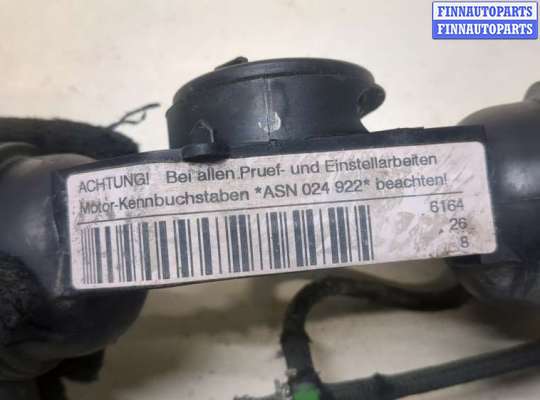 FINNAUTOPARTS
FINNAUTOPARTS
ACHTUNG! Bei allen Pruef- und Einstellarbeiten
Motor-Kennbuchstaben *ASN 024 922* beachten!
6164
26
8